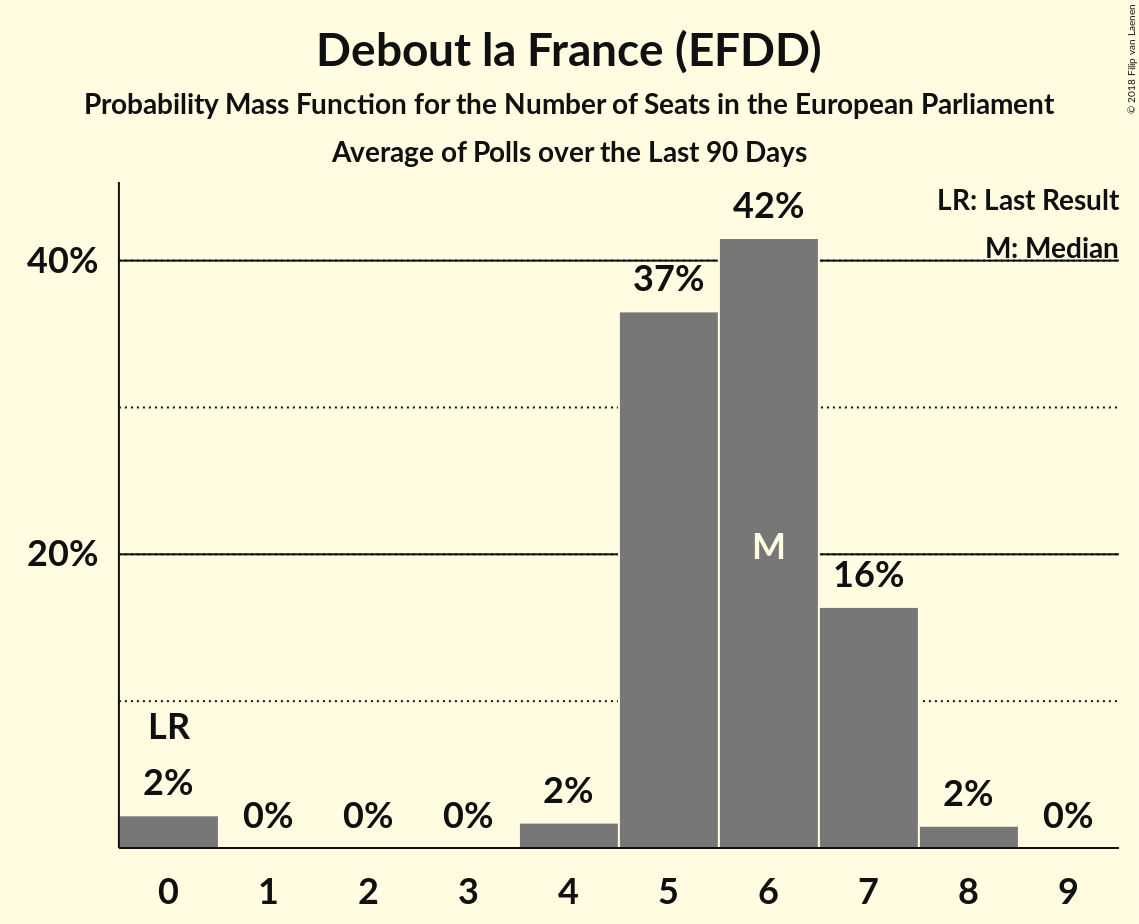 Debout la France (EFDD)
Probability Mass Function for the Number of Seats in the European Parliament
Average of Polls over the Last 90 Days
© 2018 Filip van Laenen
LR: Last Result
M: Median
40%
20%
LR
2%
0%
0%
0%
2%
37%
42%
M
16%
2%
0%
0 1 2 3 4 5 6 7 8 9